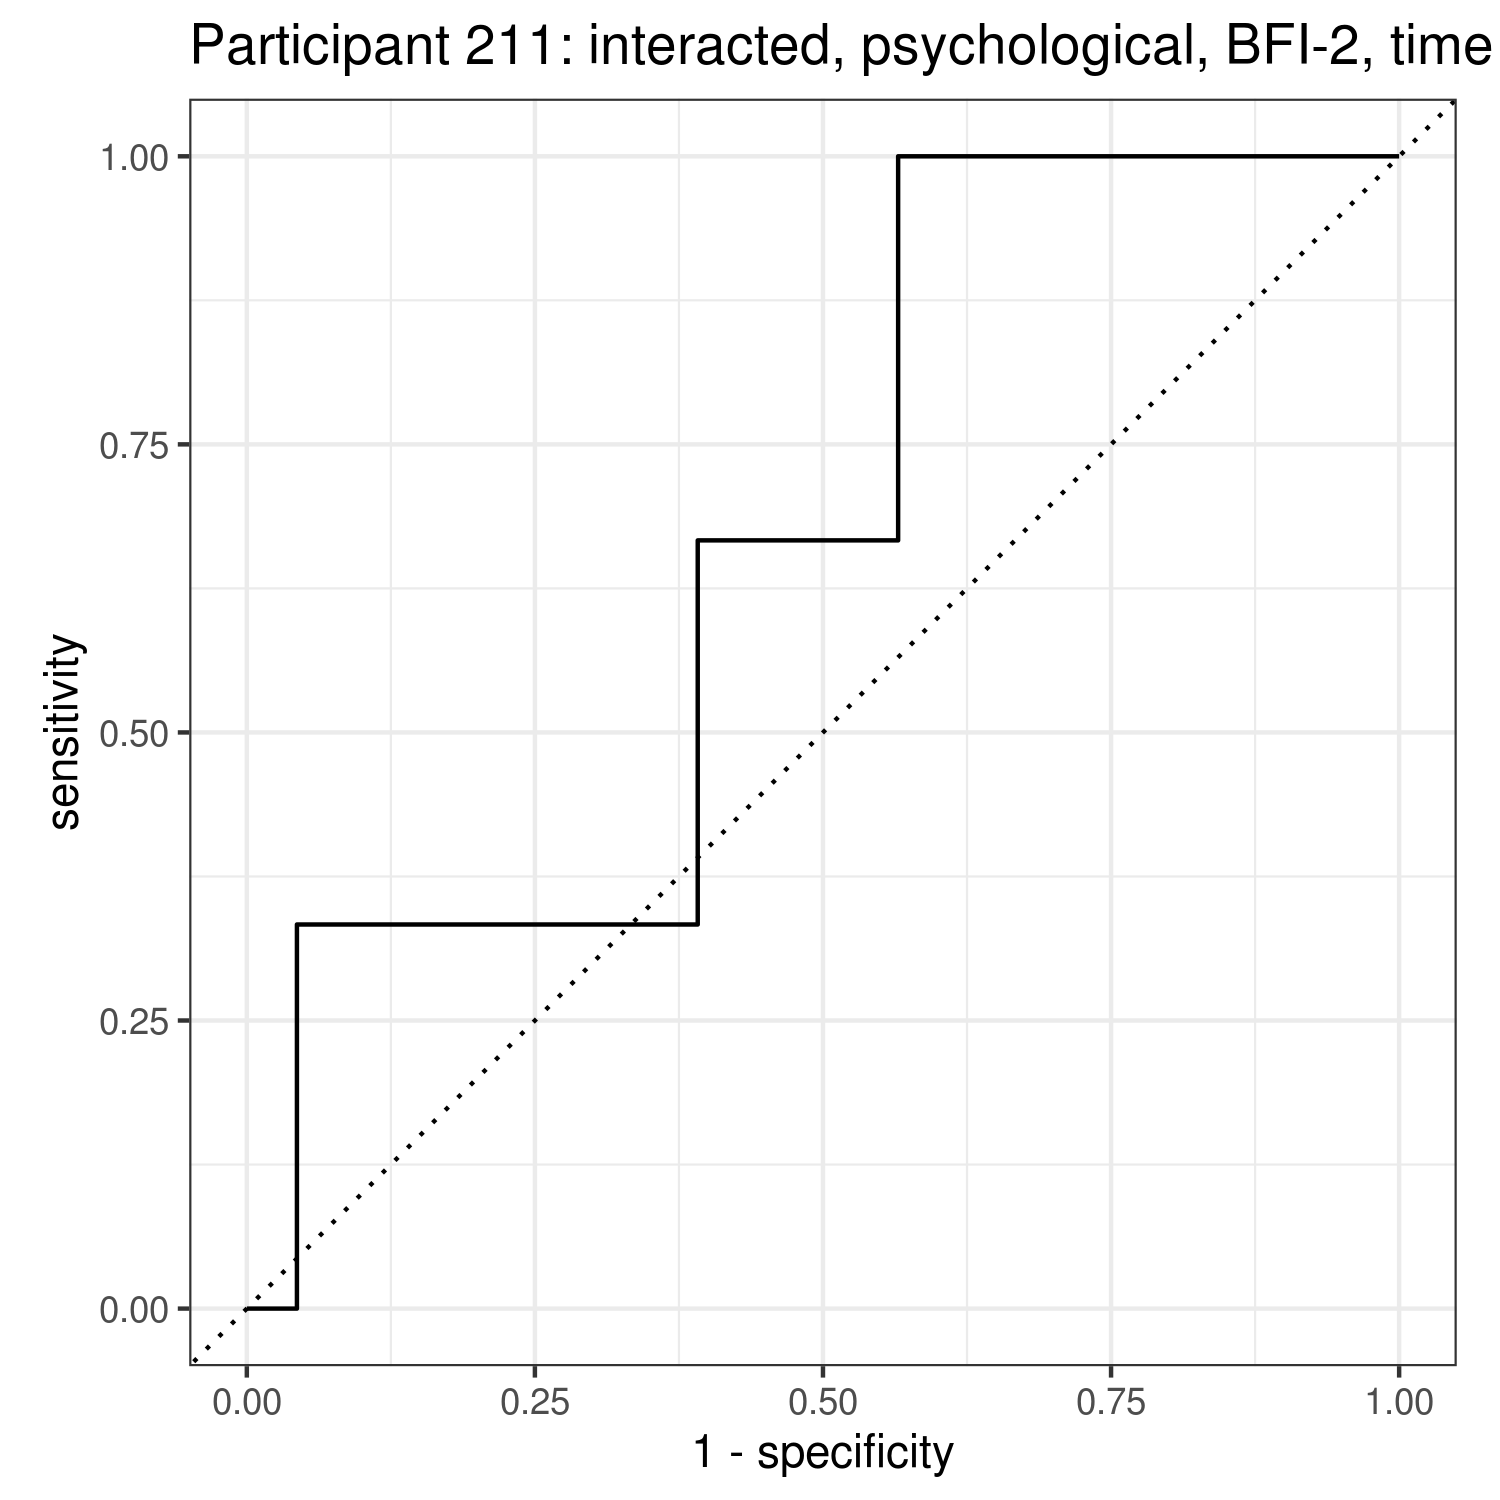 Participant 211: interacted, psychological, BFI-2, time
1.00
0.75
0.50
0.25
0.00
sensitivity
0.00 0.25 0.50 0.75 1.00
1 - specificity